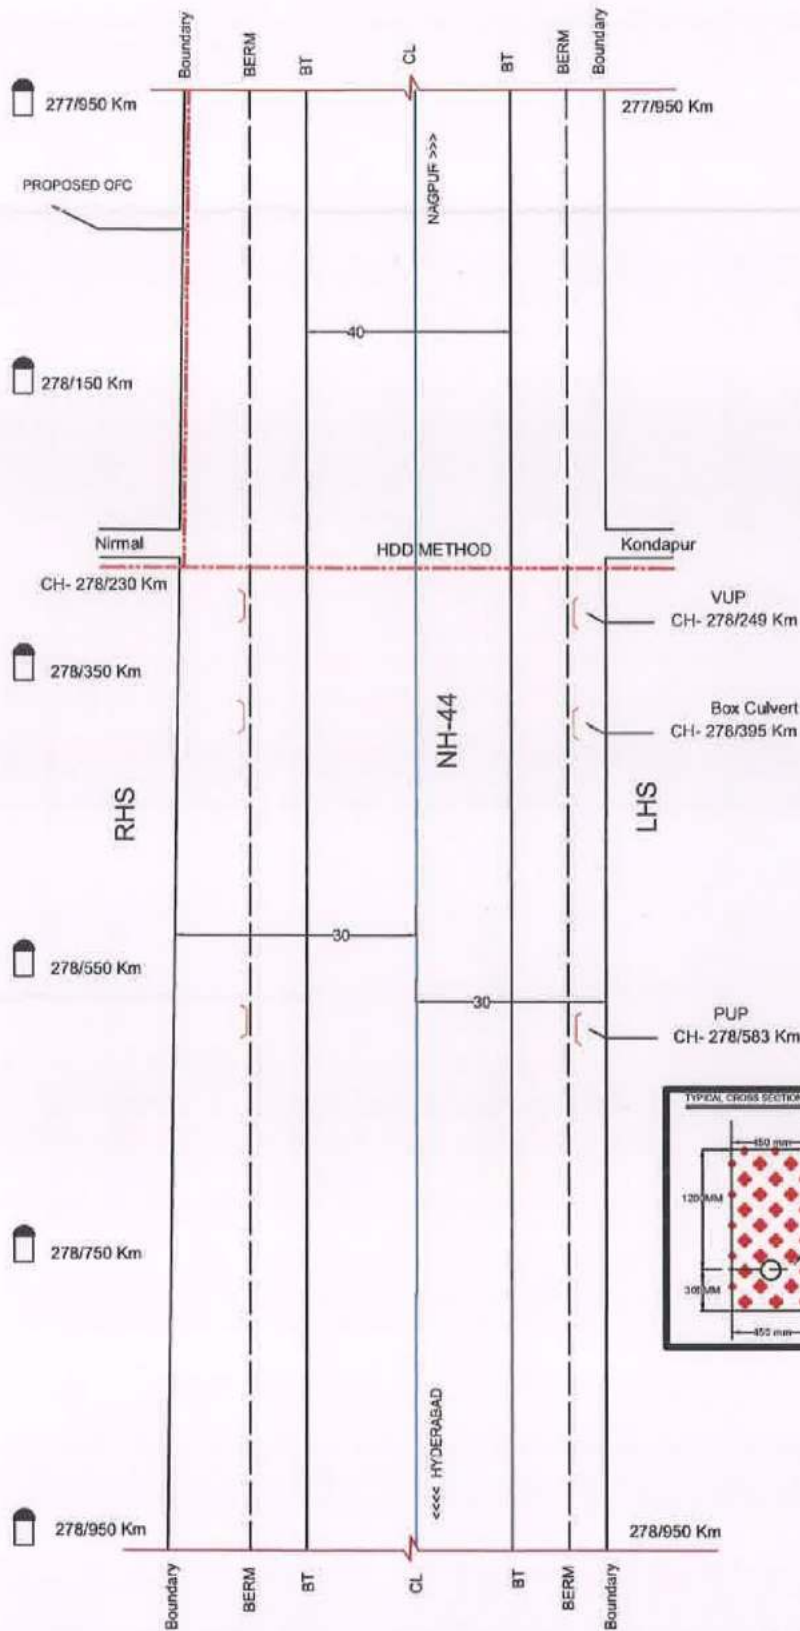 Boundary BERM BT CL BT BERM Boundary
277/950 Km
277/950 Km
NAGPUR >>>
PROPOSED OFC
40
278/150 Km
Nirmal
HDD METHOD
Kondapur
CH- 278/230 Km
VUP
CH- 278/249 Km
278/350 Km
NH-44
Box Culvert
CH- 278/395 Km
RHS
LHS
30
278/550 Km
30
PUP
CH- 278/583 Km
TYPICAL CROSS SECTION
450 mm
1200MM
300MM
450 mm
278/750 Km
<<<< HYDERABAD
278/950 Km
278/950 Km
Boundary BERM BT CL BT BERM Boundary